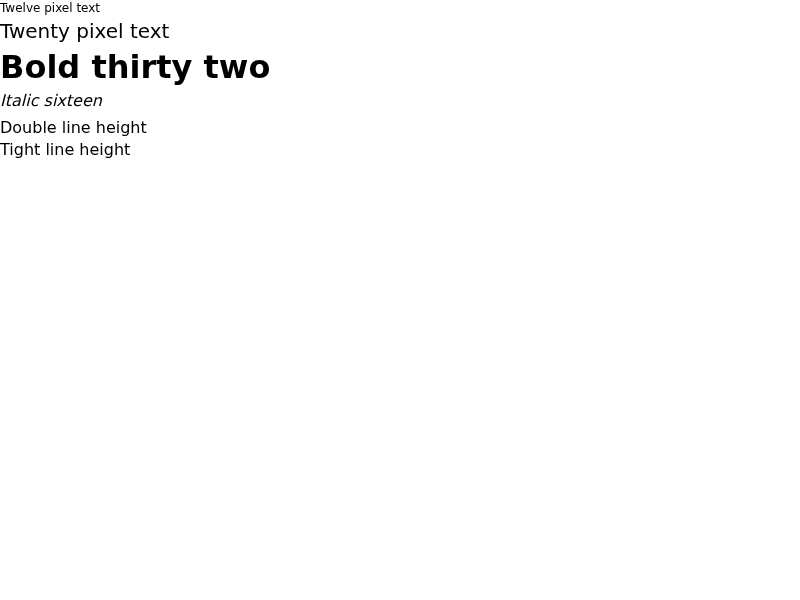 Twelve pixel text
Twenty pixel text
Bold thirty two
Italic sixteen
Double line height
Tight line height